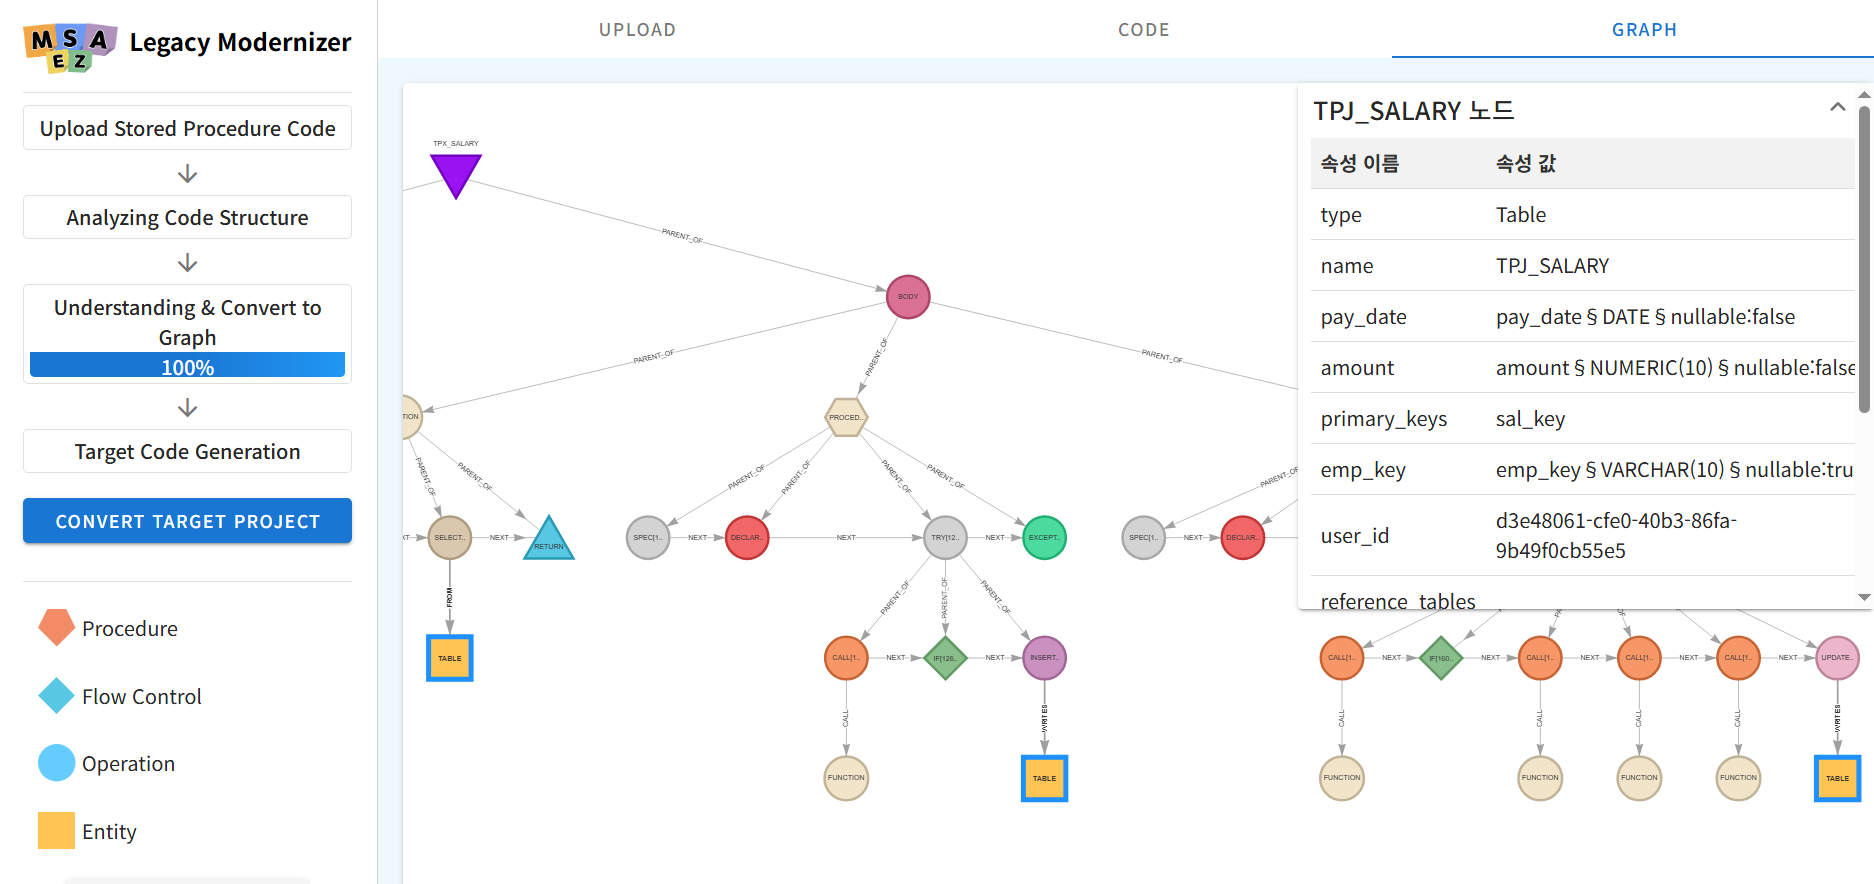 MSA
EZ
Legacy Modernizer
UPLOAD
CODE
GRAPH
Upload Stored Procedure Code
Analyzing Code Structure
Understanding & Convert to
Graph
100%
Target Code Generation
CONVERT TARGET PROJECT
Procedure
Flow Control
Operation
Entity
TPJ_SALARY 노드
속성 이름 속성 값
type Table
name TPJ_SALARY
pay_date pay_date § DATE § nullable:false
amount amount § NUMERIC(10) § nullable:false
primary_keys sal_key
emp_key emp_key § VARCHAR(10) § nullable:tru
user_id d3e48061-cfe0-40b3-86fa-
9b49f0cb55e5
reference_tables
TPX_SALARY
PARENT_OF
BODY
PARENT_OF PARENT_OF PARENT_OF
TION PROCED..
PARENT_OF PARENT_OF PARENT_OF PARENT_OF PARENT_OF PARENT_OF PARENT_OF
SELECT.. NEXT RETURN SPEC[1.. NEXT DECLAR.. NEXT TRY[12.. NEXT EXCEPT.. SPEC[1.. NEXT DECLAR..
FROM PARENT_OF PARENT_OF PARENT_OF
TABLE CALL[1.. NEXT IF[126.. NEXT INSERT.. CALL[1.. NEXT IF[160.. NEXT CALL[1.. NEXT CALL[1.. NEXT CALL[1.. NEXT UPDATE..
CALL WRITES CALL CALL CALL CALL WRITES
FUNCTION TABLE FUNCTION FUNCTION FUNCTION FUNCTION TABLE